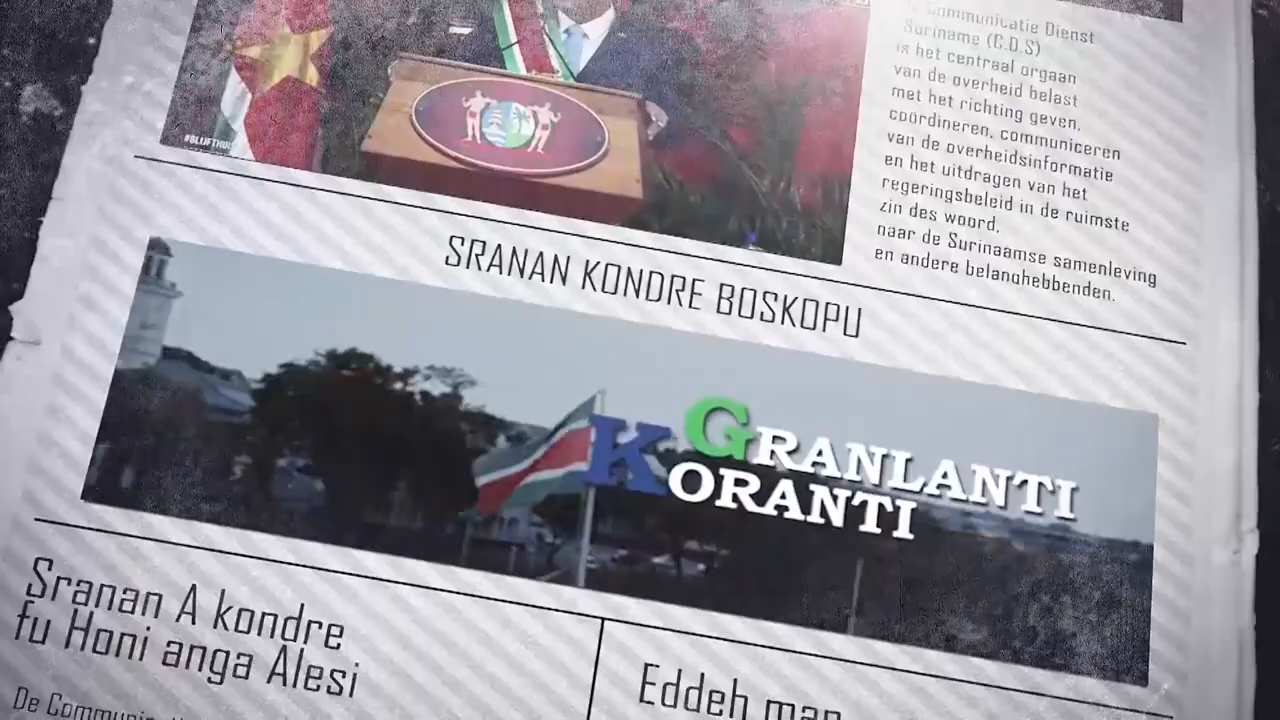 Communicatie Dienst
Suriname (C.D.S)
is het centraal orgaan
van de overheid belast
met het richting geven,
coördineren, communiceren
van de overheidsinformatie
en het uitdragen van het
regeringsbeleid in de ruimste
zin des woord,
naar de Surinaamse samenleving
en andere belanghebbenden.
#BLIJFTHUIS
SRANAN KONDRE BOSKOPU
GRANLANTI
KORANTI
Sranan A kondre
fu Honi anga Alesi
Eddeh man
De